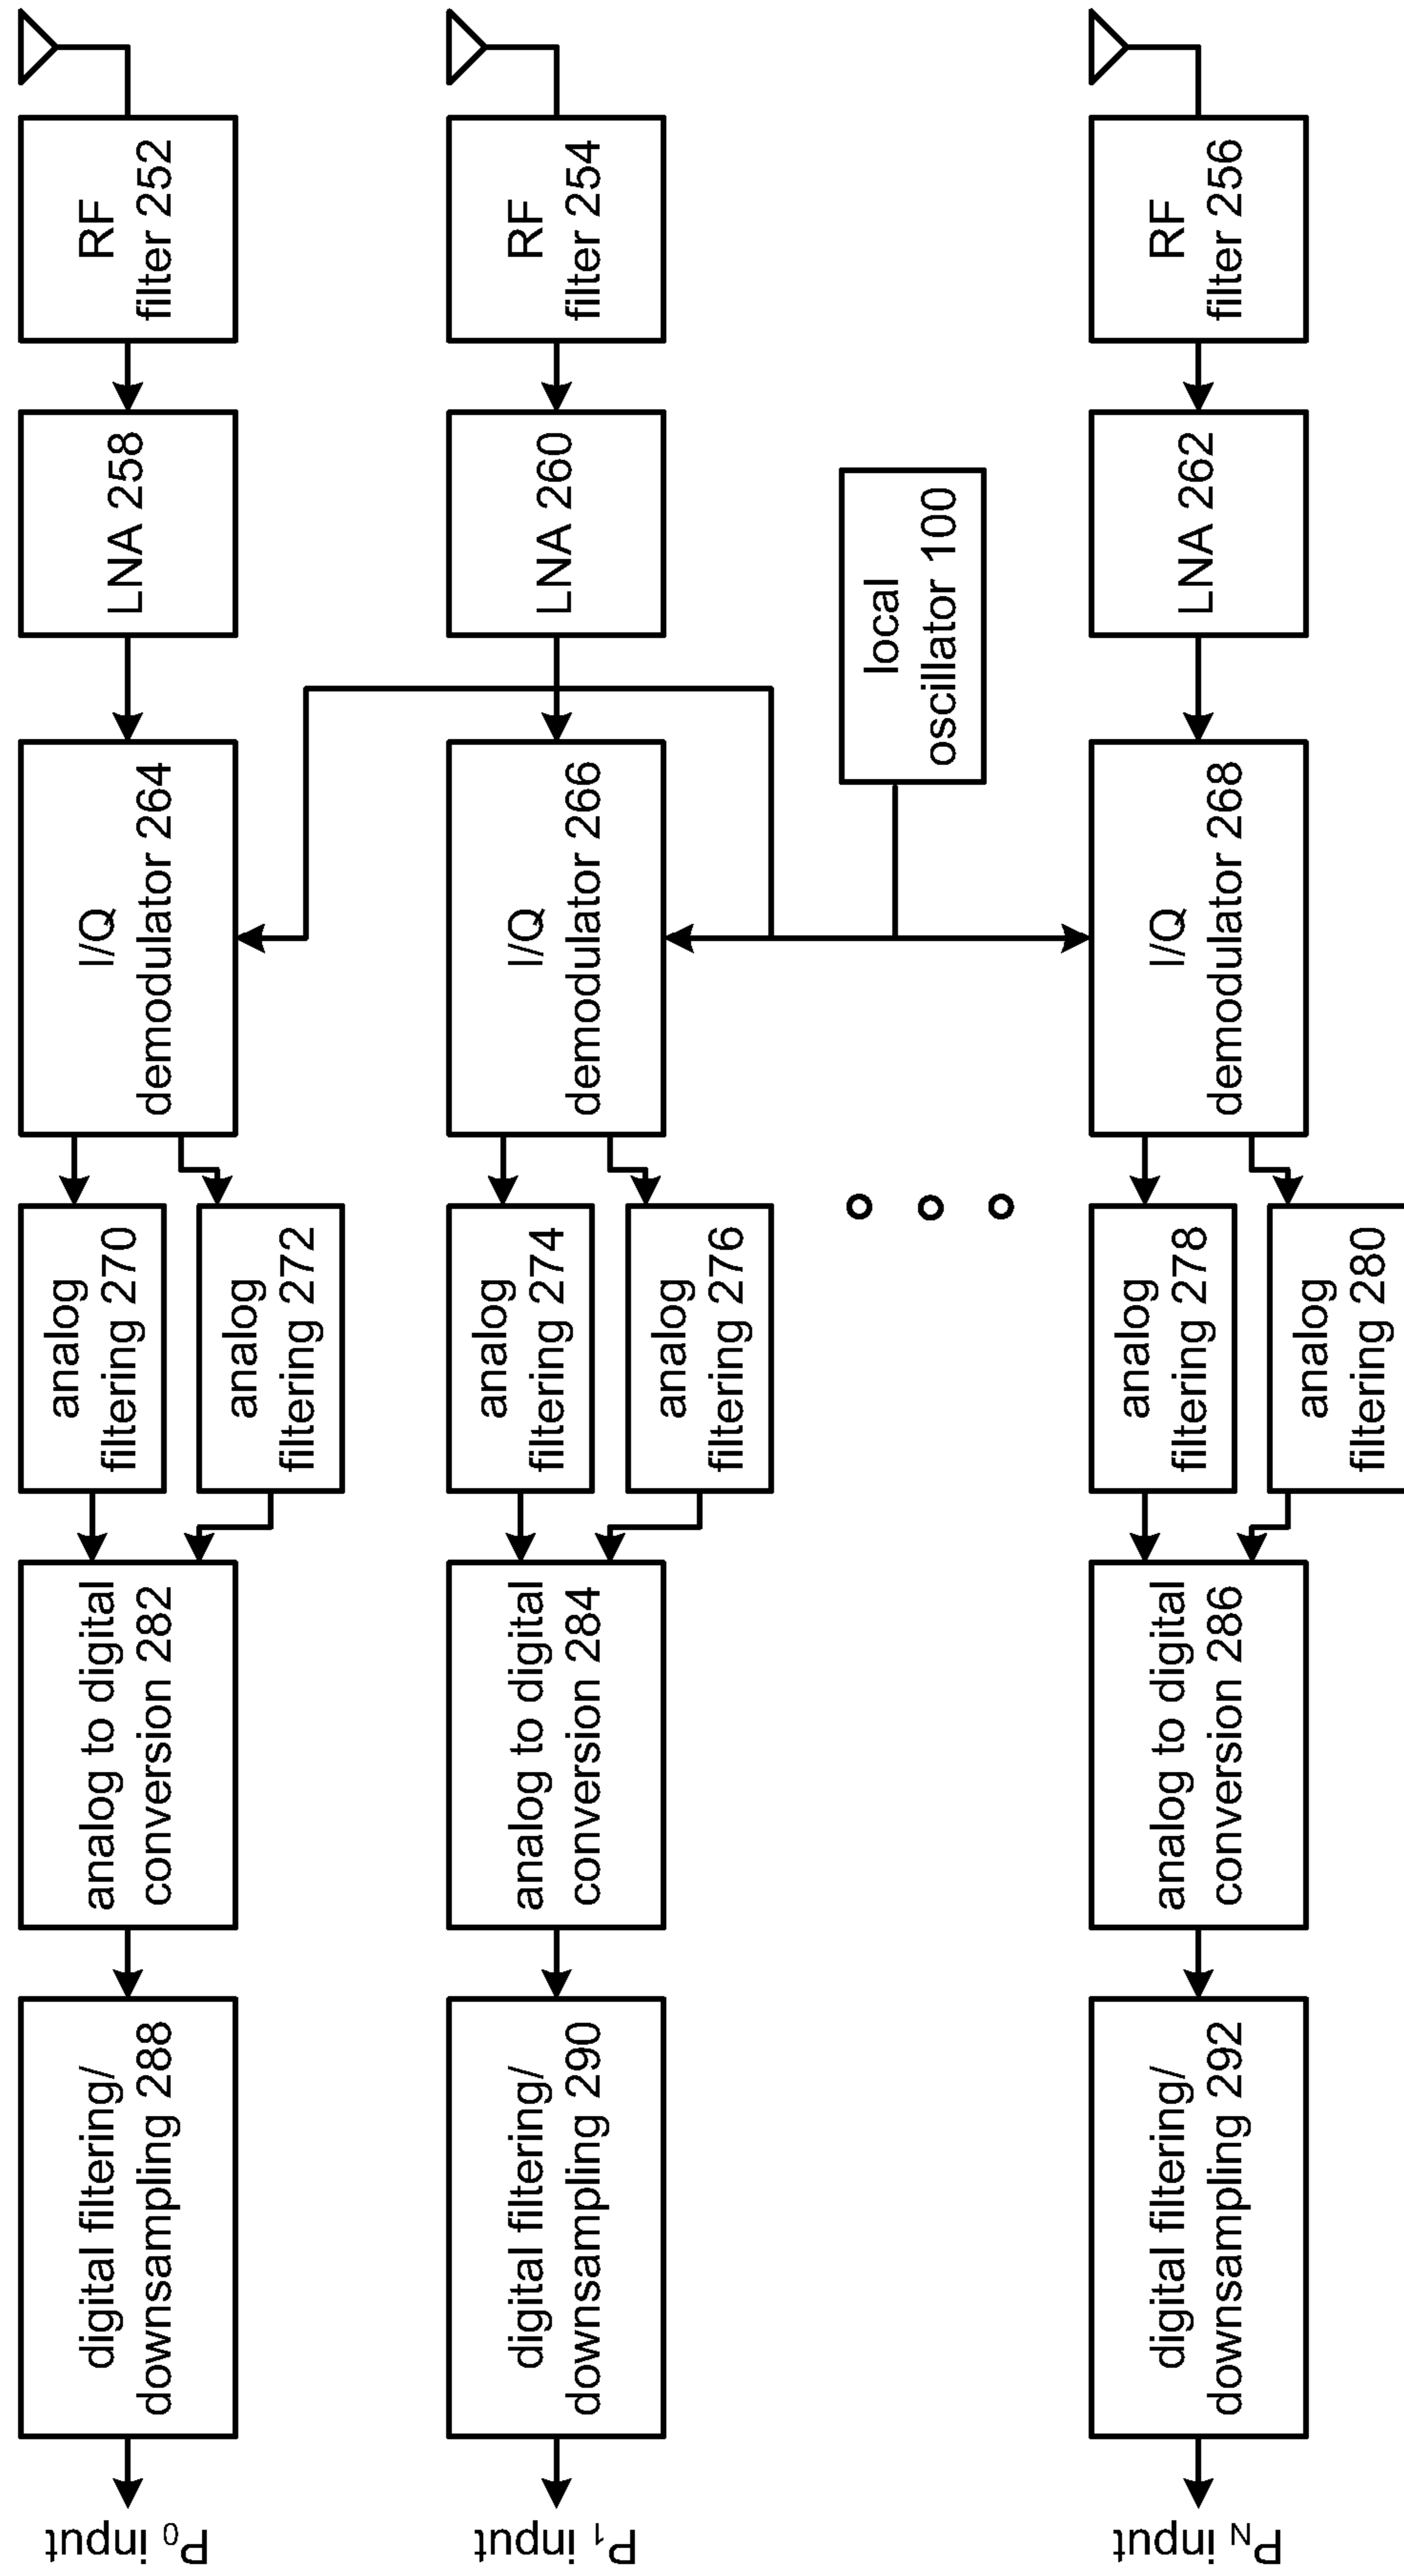 RF
filter 252
LNA 258
I/Q
demodulator 264
analog
filtering 270
analog
filtering 272
analog to digital
conversion 282
digital filtering/
downsampling 288
P0 input
RF
filter 254
LNA 260
I/Q
demodulator 266
analog
filtering 274
analog
filtering 276
analog to digital
conversion 284
digital filtering/
downsampling 290
P1 input
local
oscillator 100
RF
filter 256
LNA 262
I/Q
demodulator 268
analog
filtering 278
analog
filtering 280
analog to digital
conversion 286
digital filtering/
downsampling 292
PN input